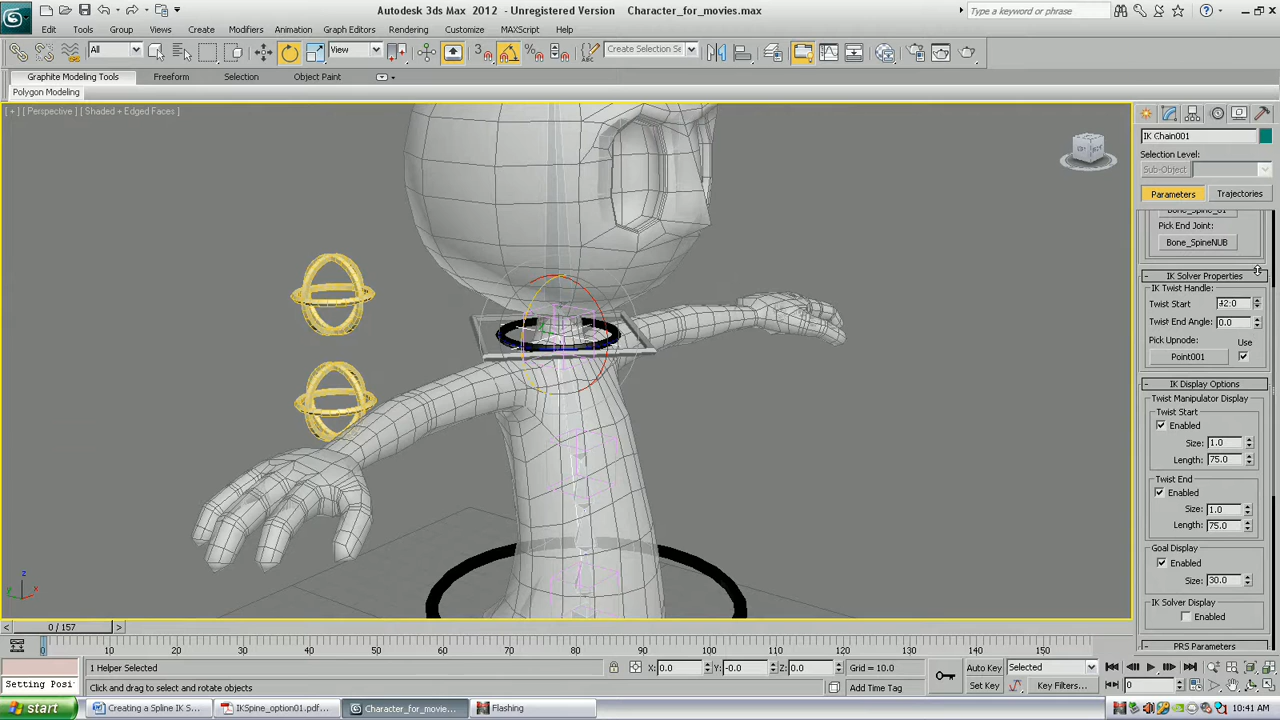 Autodesk 3ds Max 2012 - Unregistered Version Character_for_movies.max
Type a keyword or phrase
Edit Tools Group Views Create Modifiers Animation Graph Editors Rendering Customize MAXScript Help
All View Create Selection Se
Graphite Modeling Tools Freeform Selection Object Paint
Polygon Modeling
[ + ] [ Perspective ] [ Shaded + Edged Faces ]
IK Chain001
Selection Level:
Sub-Object
Parameters Trajectories
Bone_Spine_01
Pick End Joint:
Bone_SpineNUB
- IK Solver Properties
IK Twist Handle:
Twist Start
Twist End Angle: 0.0
Pick Upnode: Use
Point001
- IK Display Options
Twist Manipulator Display
Twist Start
Enabled
Size: 1.0
Length: 75.0
Twist End
Enabled
Size: 1.0
Length: 75.0
Goal Display
Enabled
Size: 30.0
IK Solver Display
Enabled
PRS Parameters
< 0 / 157 >
0 10 20 30 40 50 60 70 80 90 100 110 120 130 140 150
1 Helper Selected X: 0.0 Y: -0.0 Z: 0.0 Grid = 10.0 Auto Key Selected
Setting Posi Click and drag to select and rotate objects Add Time Tag Set Key Key Filters... 0
start Creating a Spline IK S... IKSpine_option01.pdf... Character_for_movie... Flashing 10:41 AM